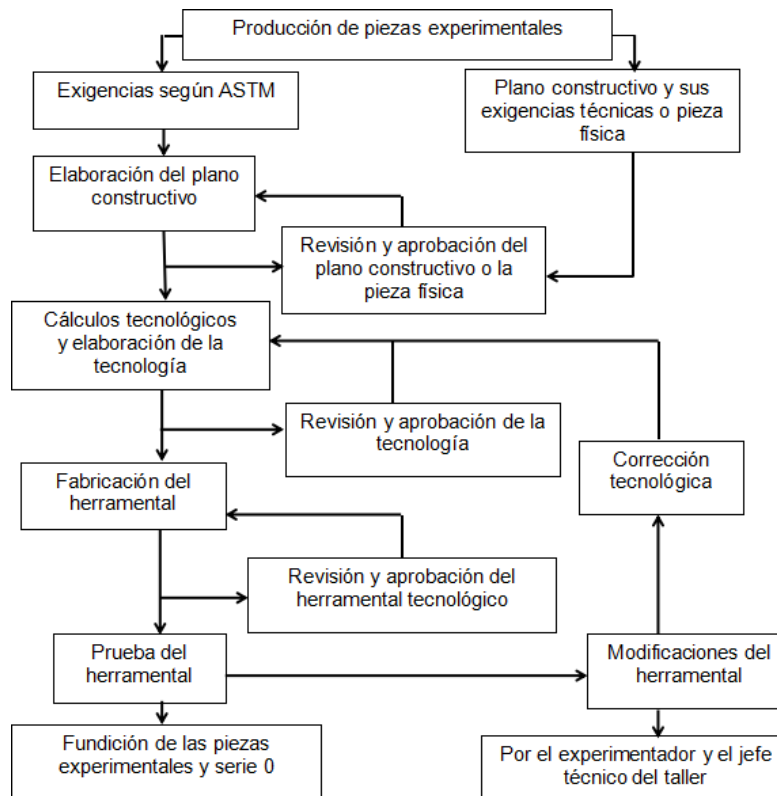 Producción de piezas experimentales
Exigencias según ASTM
Plano constructivo y sus
exigencias técnicas o pieza
física
Elaboración del plano
constructivo
Revisión y aprobación del
plano constructivo o la
pieza física
Cálculos tecnológicos
y elaboración de la
tecnología
Revisión y aprobación de la
tecnología
Corrección
tecnológica
Fabricación del
herramental
Revisión y aprobación del
herramental tecnológico
Prueba del
herramental
Modificaciones del
herramental
Fundición de las piezas
experimentales y serie 0
Por el experimentador y el jefe
técnico del taller